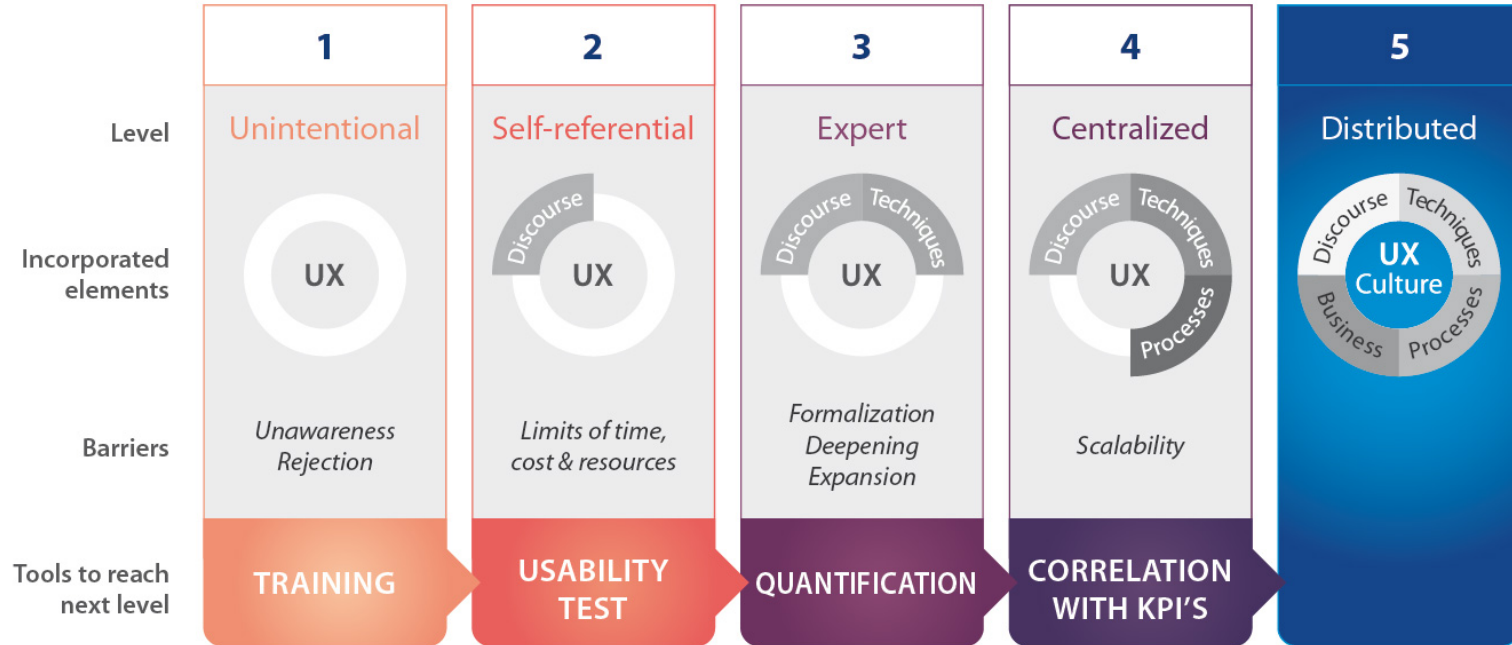 1
2
3
4
5
Level
Unintentional
Self-referential
Expert
Centralized
Distributed
Incorporated
elements
UX
Discourse
UX
Discourse
Techniques
UX
Discourse
Techniques
Processes
UX
Discourse
Techniques
Business
Processes
UX
Culture
Barriers
Unawareness
Rejection
Limits of time,
cost & resources
Formalization
Deepening
Expansion
Scalability
Tools to reach
next level
TRAINING
USABILITY
TEST
QUANTIFICATION
CORRELATION
WITH KPI'S